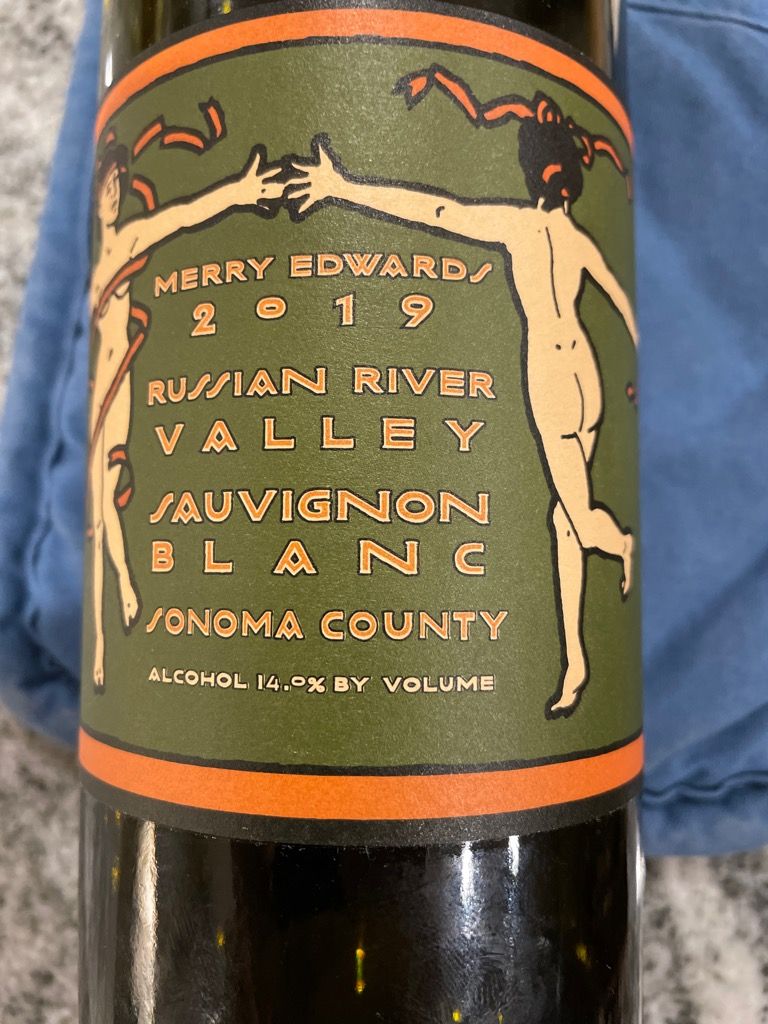 MERRY EDWARDS
2019
RUSSIAN RIVER
VALLEY
SAUVIGNON
BLANC
SONOMA COUNTY
ALCOHOL 14.0% BY VOLUME